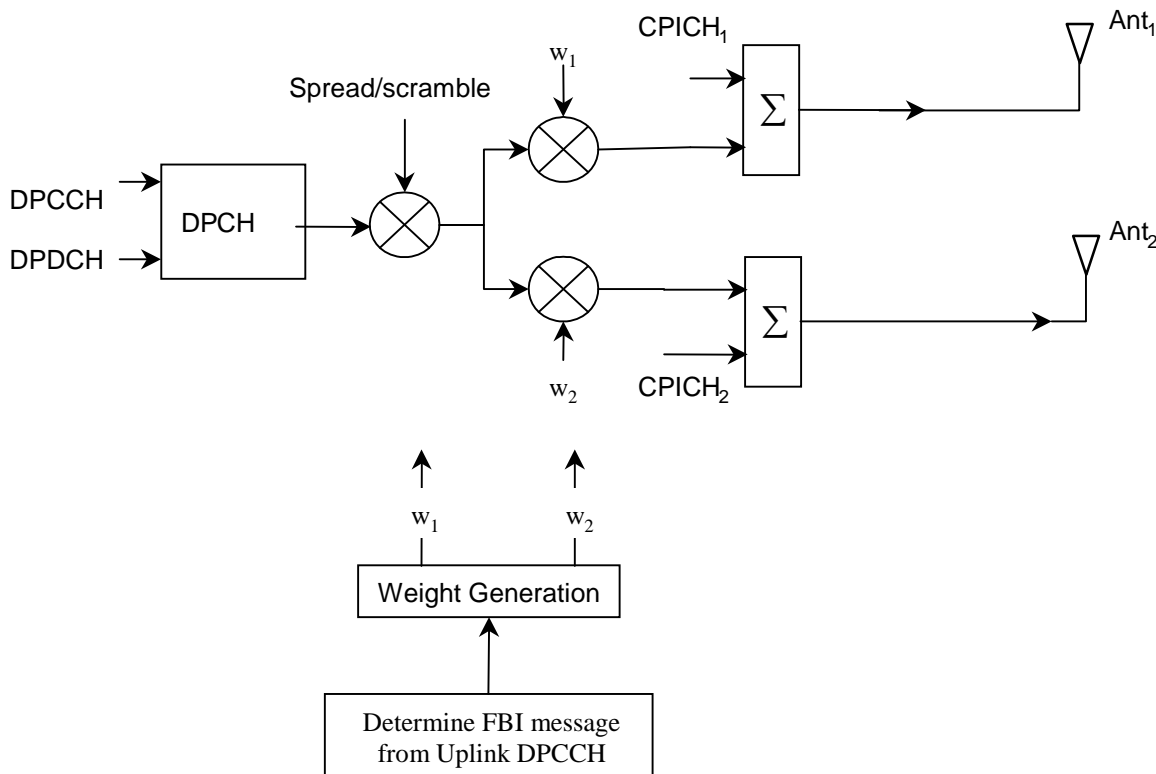 CPICH₁
Ant₁
w₁
Spread/scramble
Σ
DPCCH
DPCH
DPDCH
Ant₂
Σ
w₂
CPICH₂
w₁
w₂
Weight Generation
Determine FBI message
from Uplink DPCCH